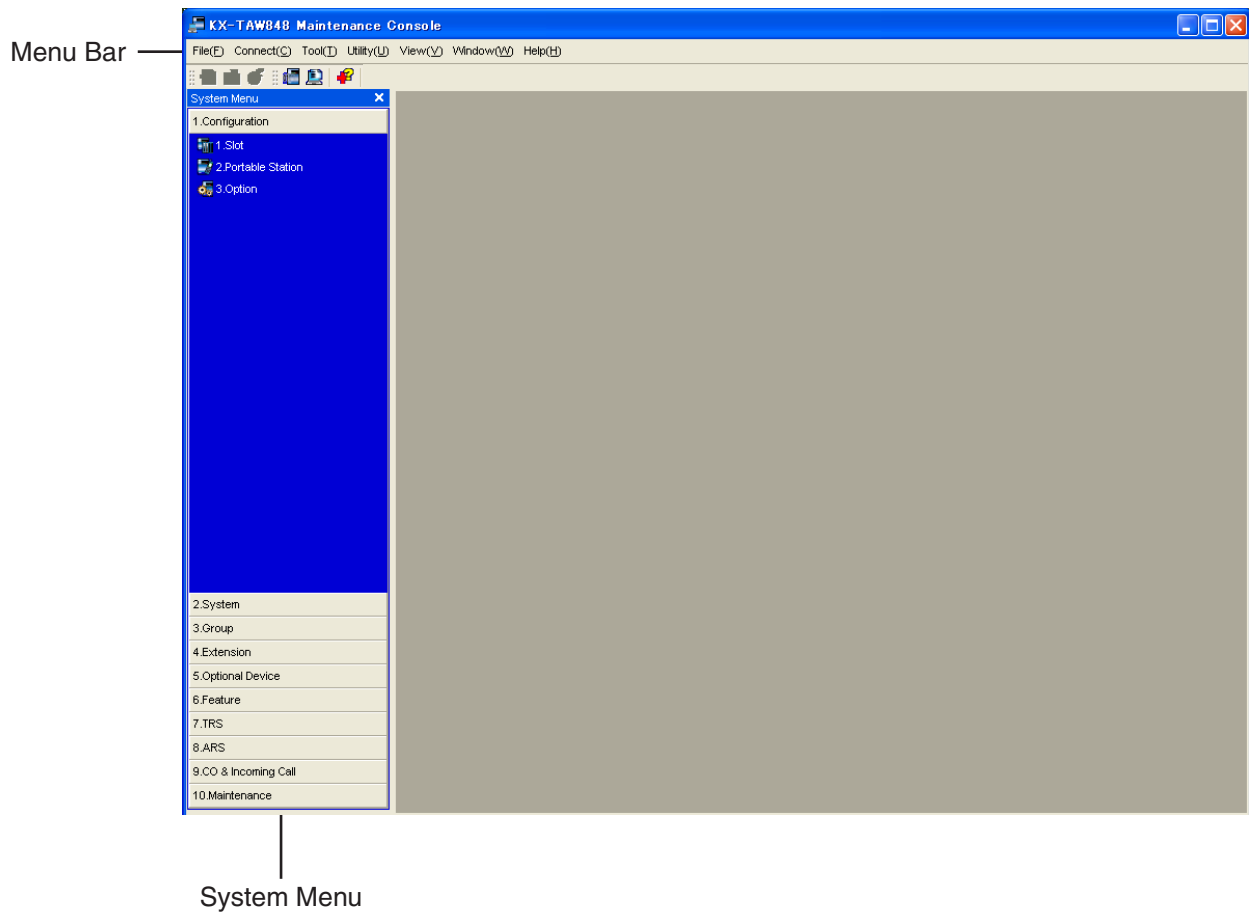 KX-TAW848 Maintenance Console
Menu Bar
File(F) Connect(C) Tool(T) Utility(U) View(V) Window(W) Help(H)
System Menu
1.Configuration
1.Slot
2.Portable Station
3.Option
2.System
3.Group
4.Extension
5.Optional Device
6.Feature
7.TRS
8.ARS
9.CO & Incoming Call
10.Maintenance
System Menu